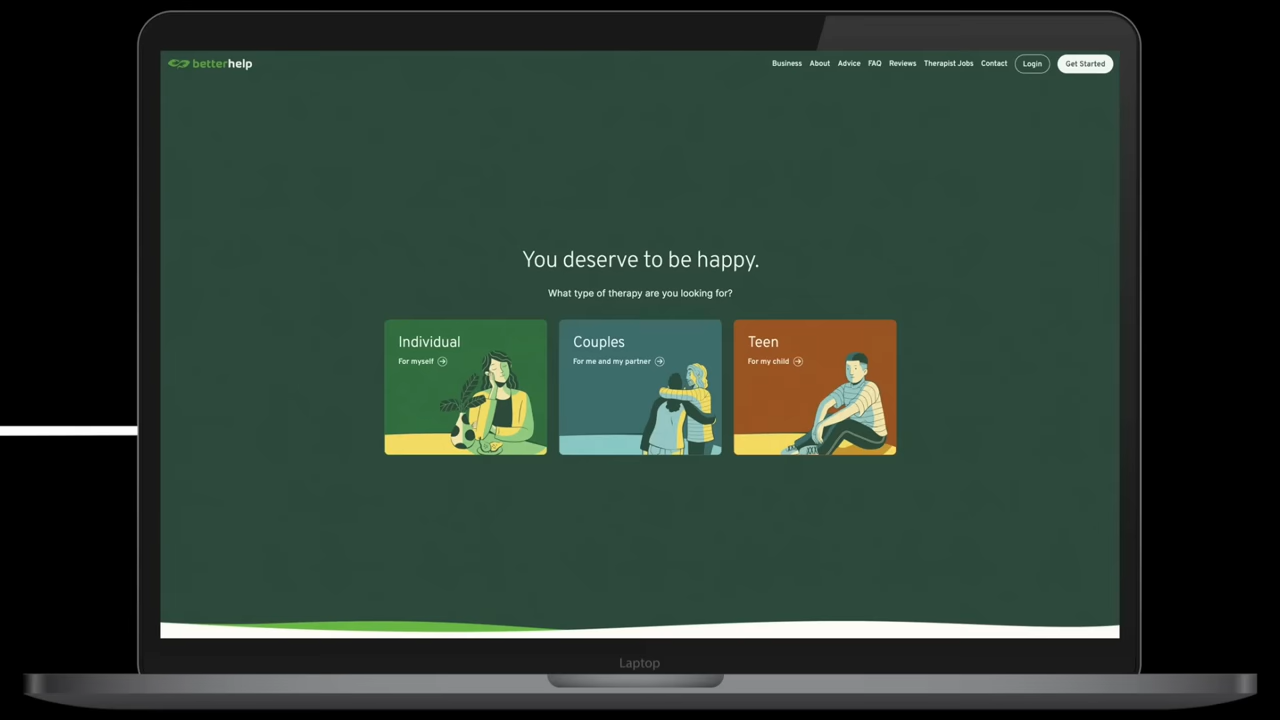 betterhelp
Business About Advice FAQ Reviews Therapist Jobs Contact Login Get Started
You deserve to be happy.
What type of therapy are you looking for?
Individual
For myself
Couples
For me and my partner
Teen
For my child
Laptop